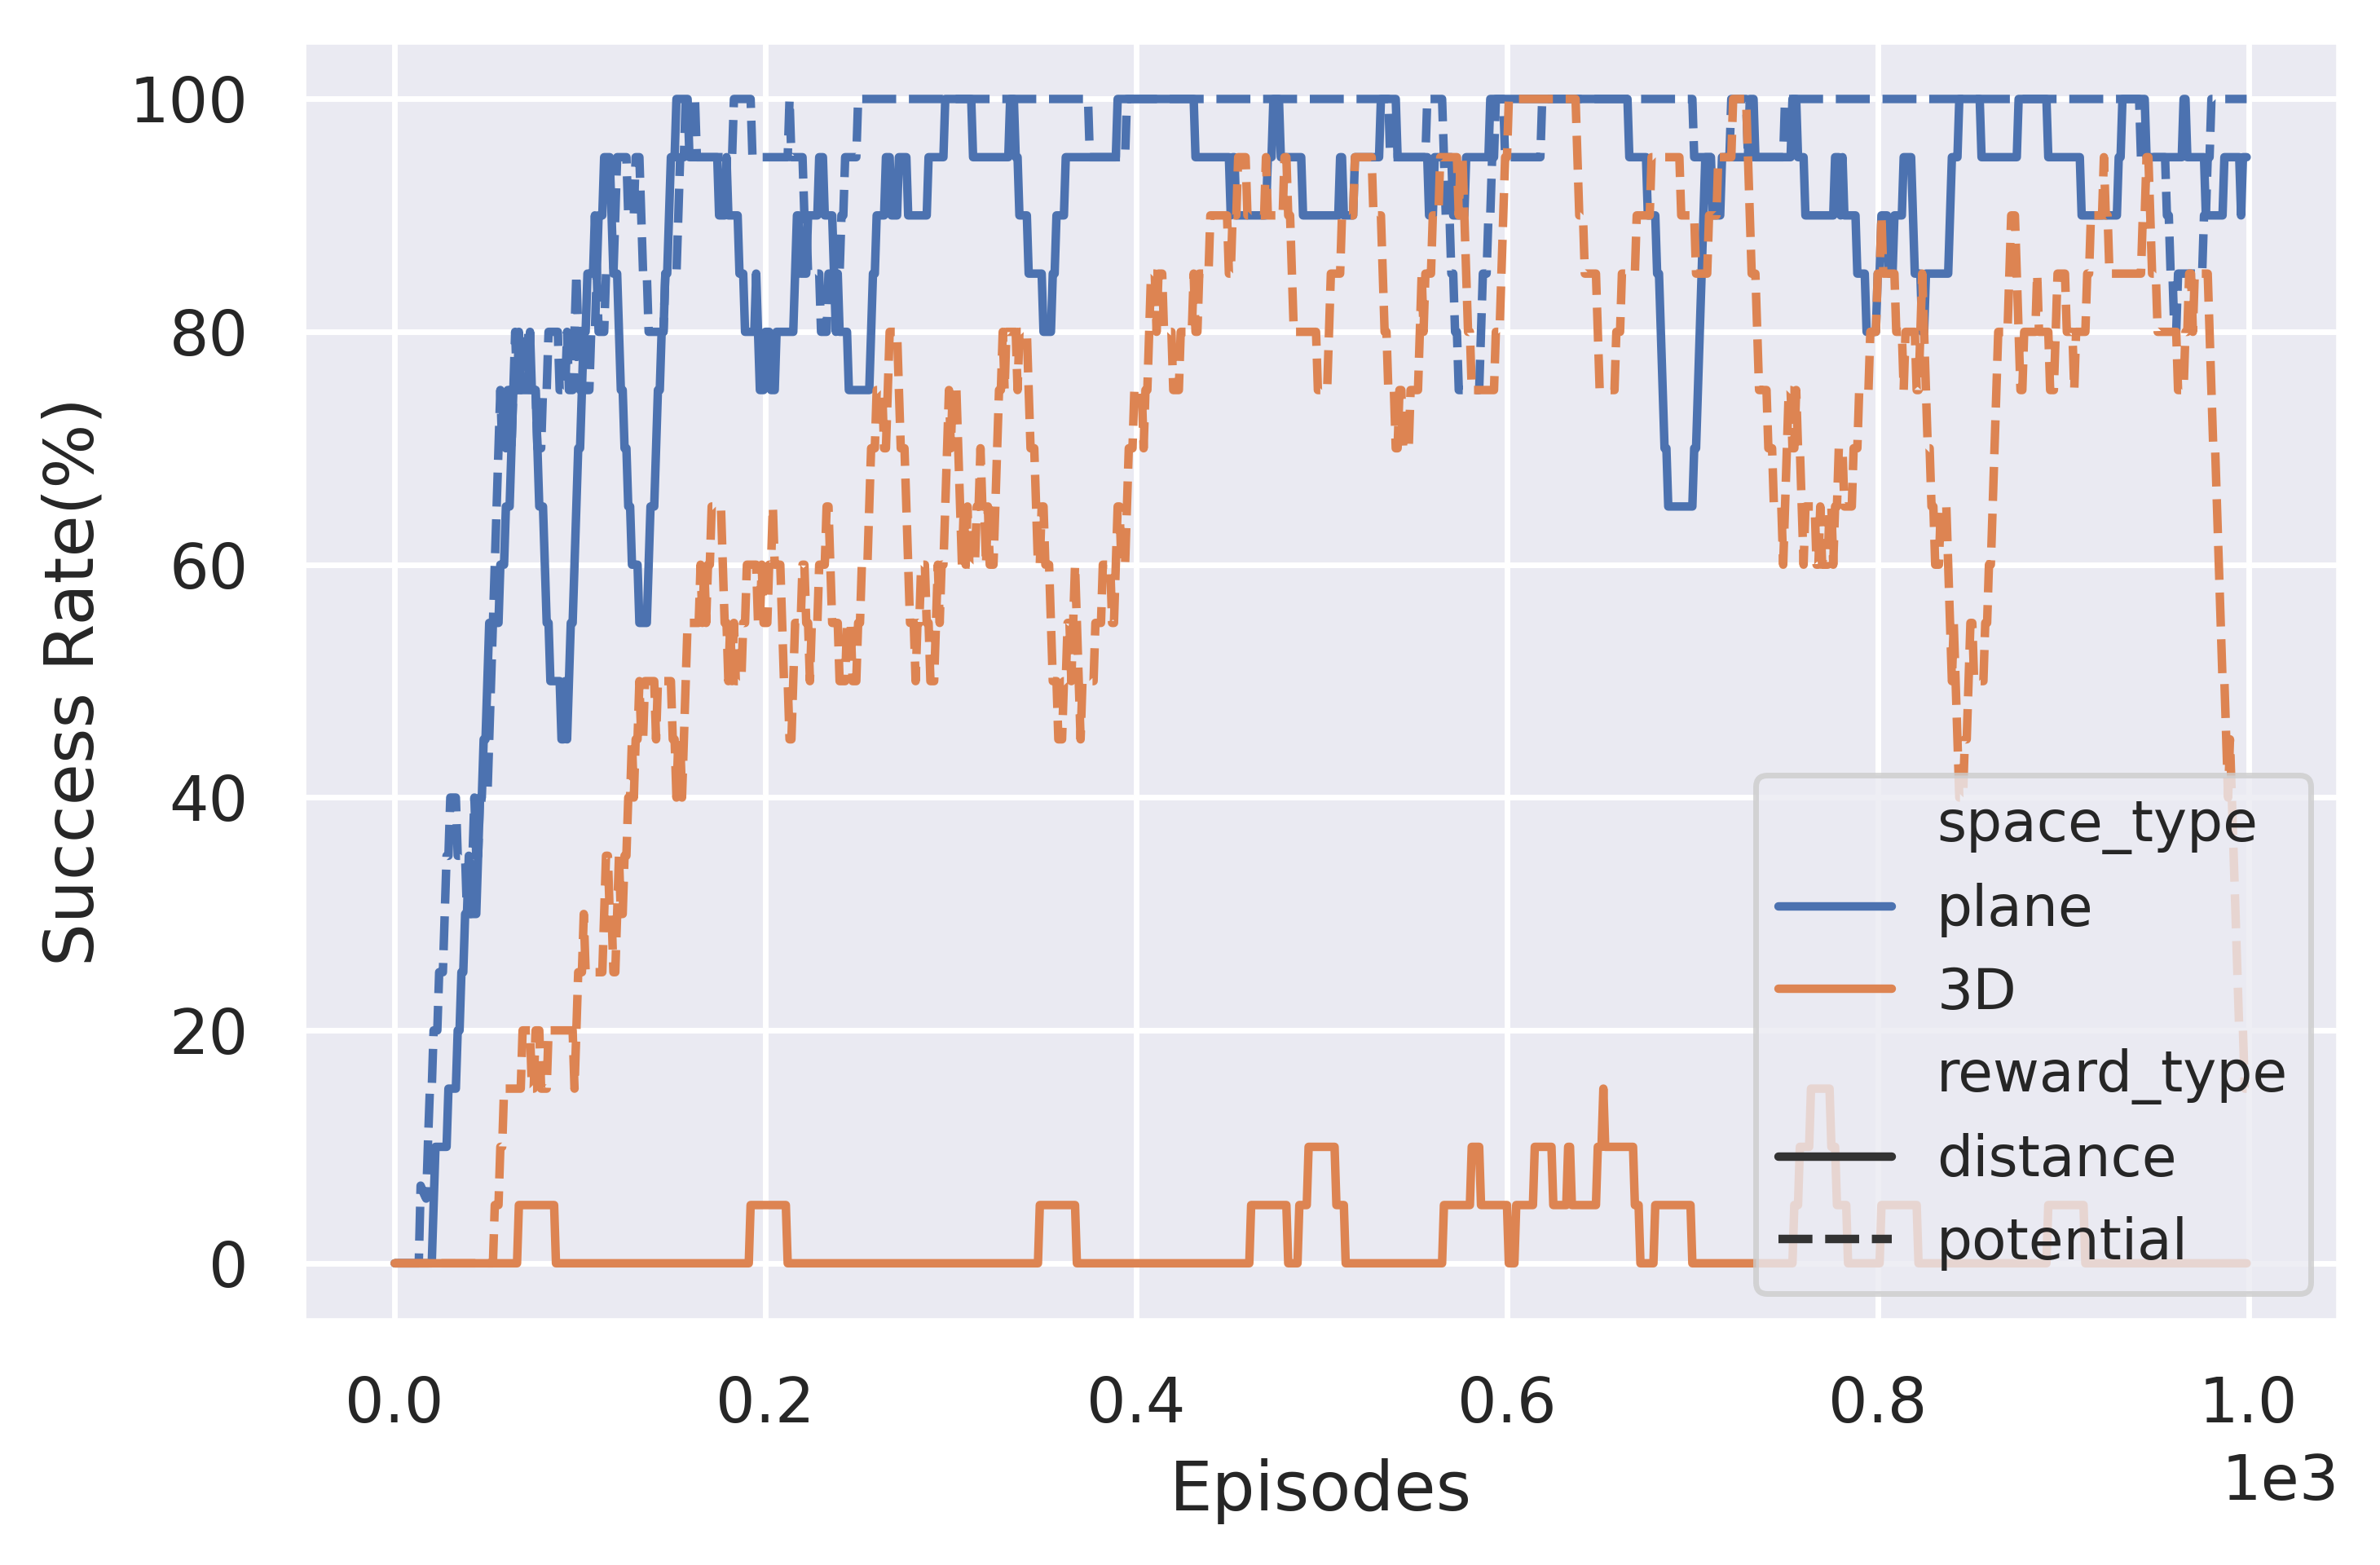 100
80
60
40
20
0
Success Rate(%)
space_type
plane
3D
reward_type
distance
potential
0.0 0.2 0.4 0.6 0.8 1.0
1e3
Episodes